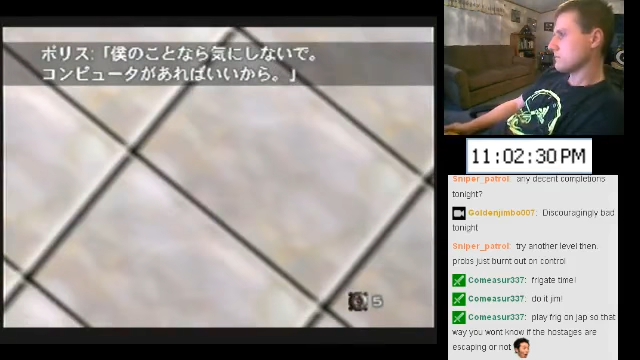 ボリス:「僕のことなら気にしないで。
コンピュータがあればいいから。」
5
11:02:30 PM
Sniper_patrol: any decent completions
tonight?
Goldenjimbo007: Discouragingly bad
tonight
Sniper_patrol: try another level then.
probs just burnt out on control
Comeasur337: frigate time!
Comeasur337: do it jim!
Comeasur337: play frig on jap so that
way you wont know if the hostages are
escaping or not